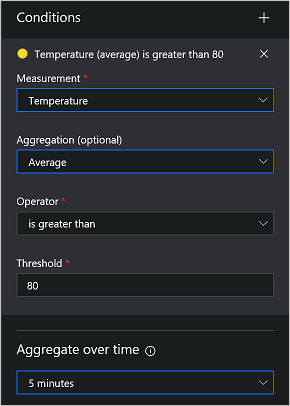 Conditions
Temperature (average) is greater than 80
Measurement *
Temperature
Aggregation (optional)
Average
Operator *
is greater than
Threshold *
80
Aggregate over time
5 minutes